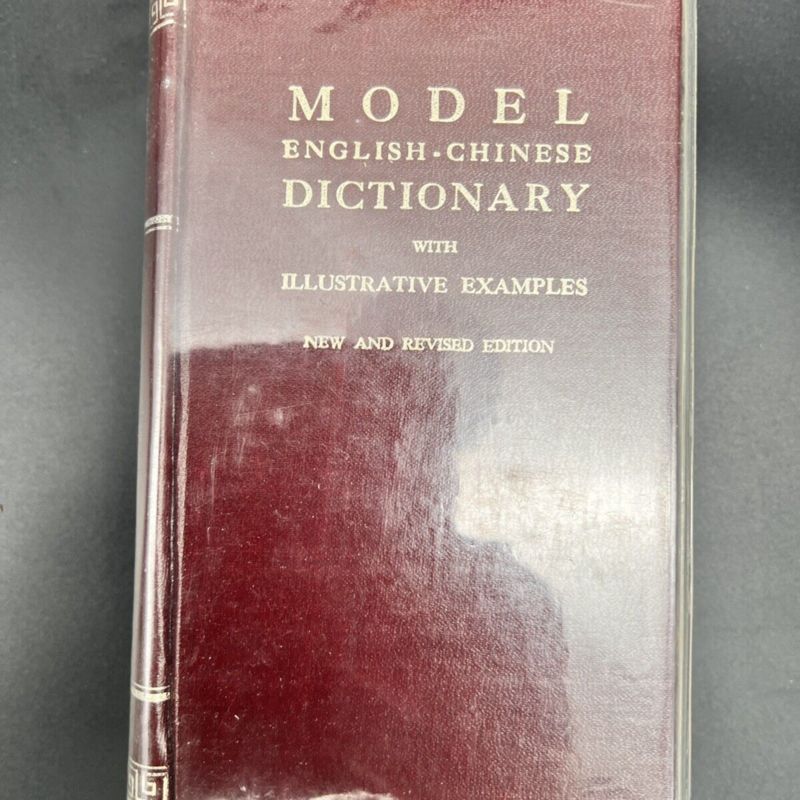 MODEL
ENGLISH-CHINESE
DICTIONARY
WITH
ILLUSTRATIVE EXAMPLES
NEW AND REVISED EDITION